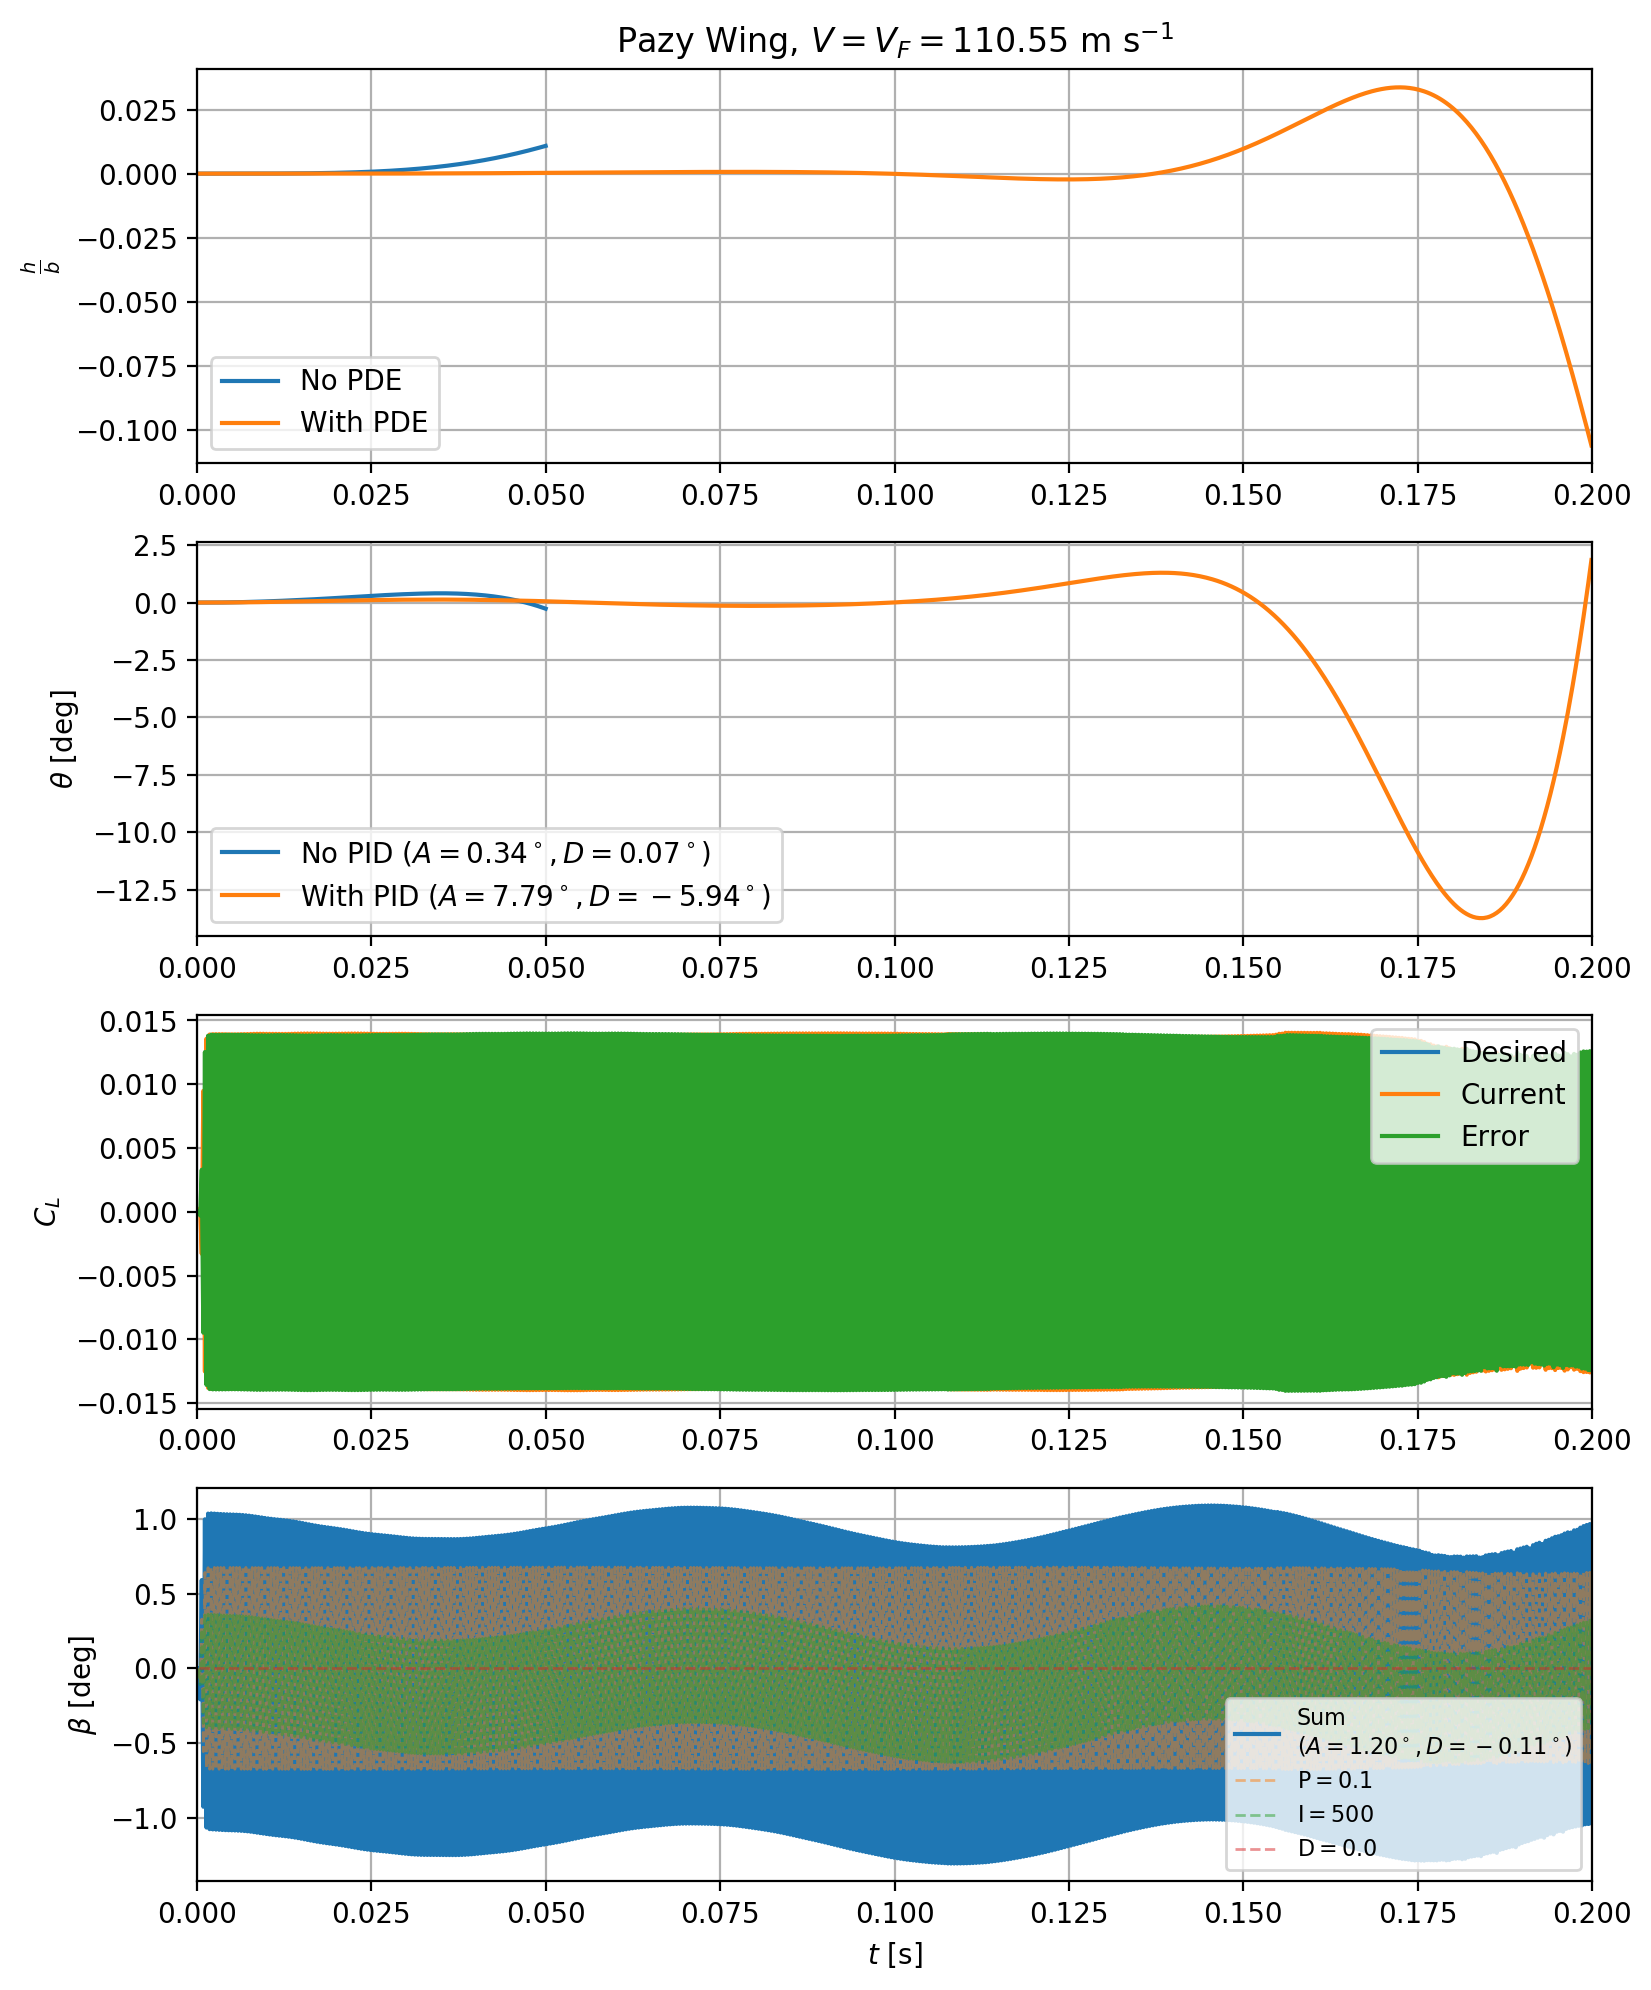 Pazy Wing, V = V_F = 110.55 m s⁻¹
0.025
0.000
−0.025
−0.050
−0.075
−0.100
h/b
No PDE
With PDE
0.000 0.025 0.050 0.075 0.100 0.125 0.150 0.175 0.200
2.5
0.0
−2.5
−5.0
−7.5
−10.0
−12.5
θ [deg]
No PID (A = 0.34°, D = 0.07°)
With PID (A = 7.79°, D = −5.94°)
0.000 0.025 0.050 0.075 0.100 0.125 0.150 0.175 0.200
0.015
0.010
0.005
0.000
−0.005
−0.010
−0.015
C_L
Desired
Current
Error
0.000 0.025 0.050 0.075 0.100 0.125 0.150 0.175 0.200
1.0
0.5
0.0
−0.5
−1.0
β [deg]
Sum
(A = 1.20°, D = −0.11°)
P = 0.1
I = 500
D = 0.0
0.000 0.025 0.050 0.075 0.100 0.125 0.150 0.175 0.200
t [s]